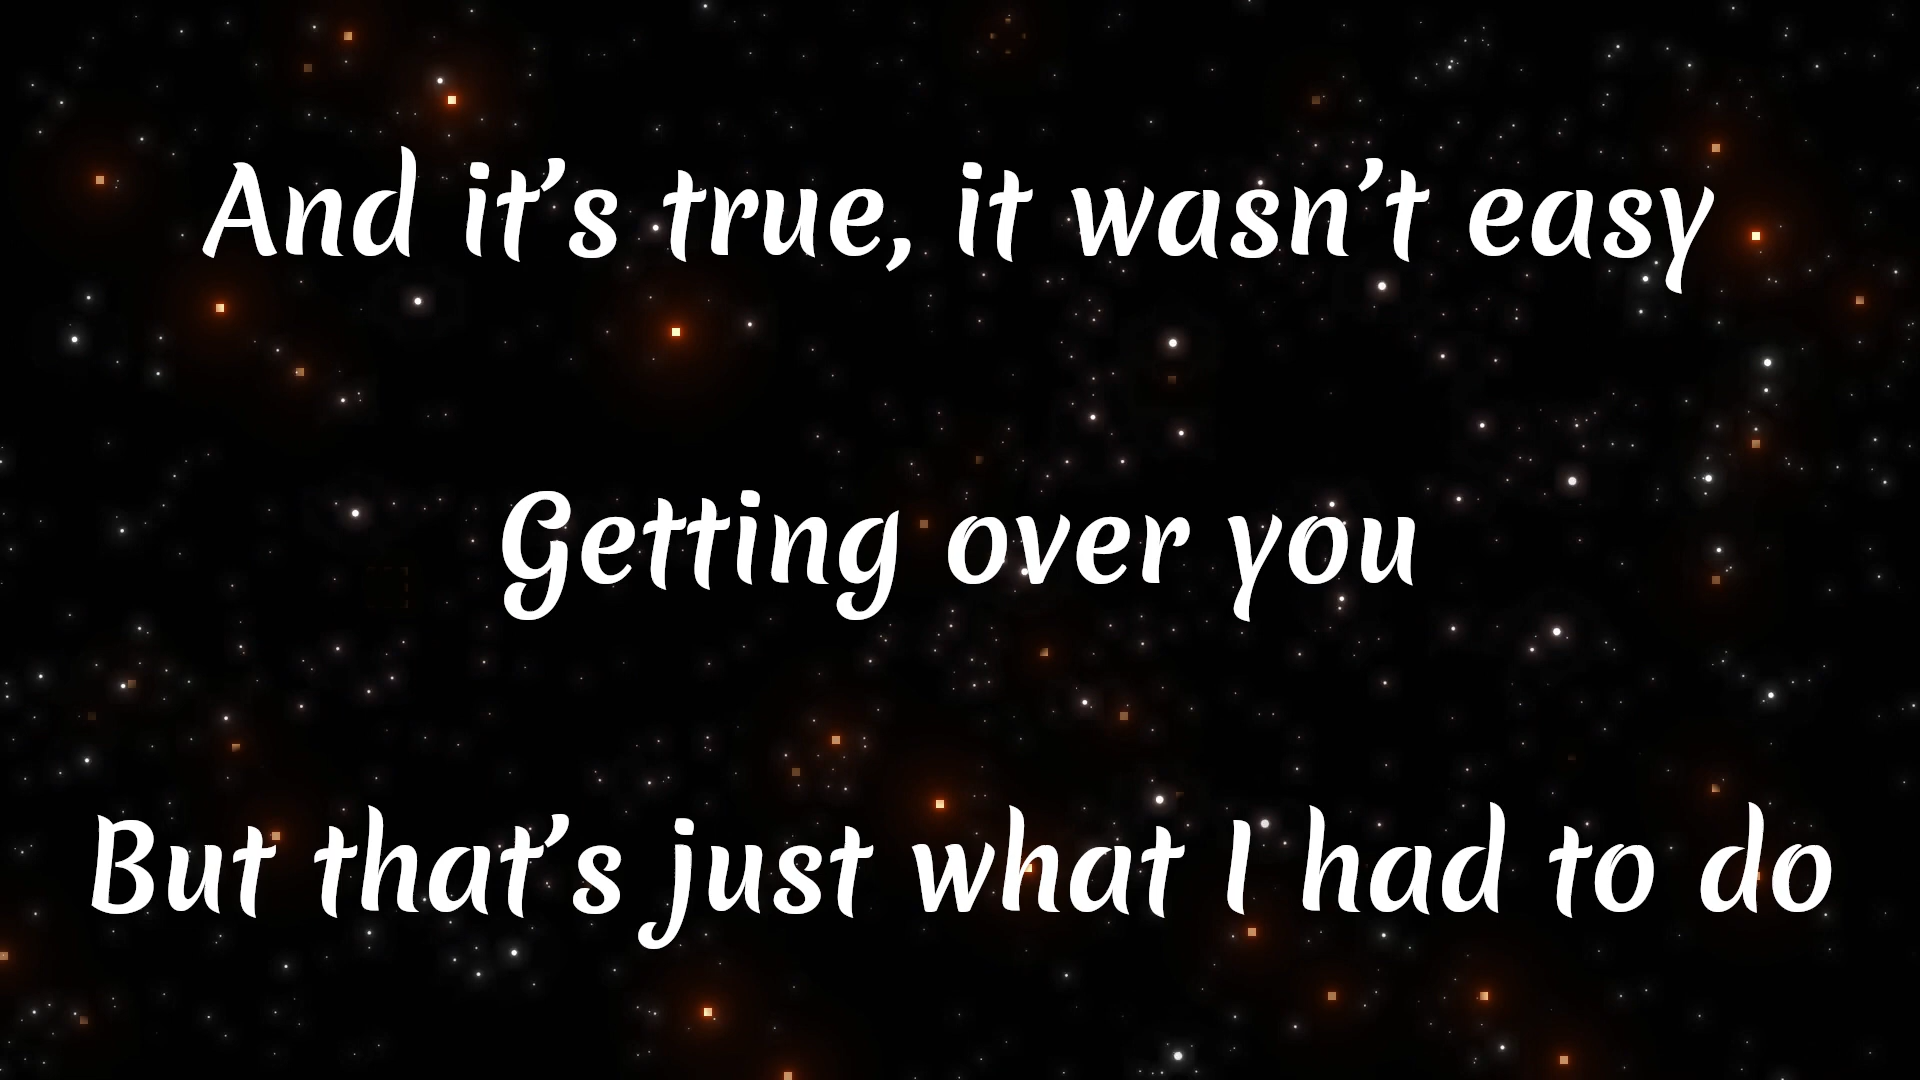 And it’s true, it wasn’t easy
Getting over you
But that’s just what I had to do